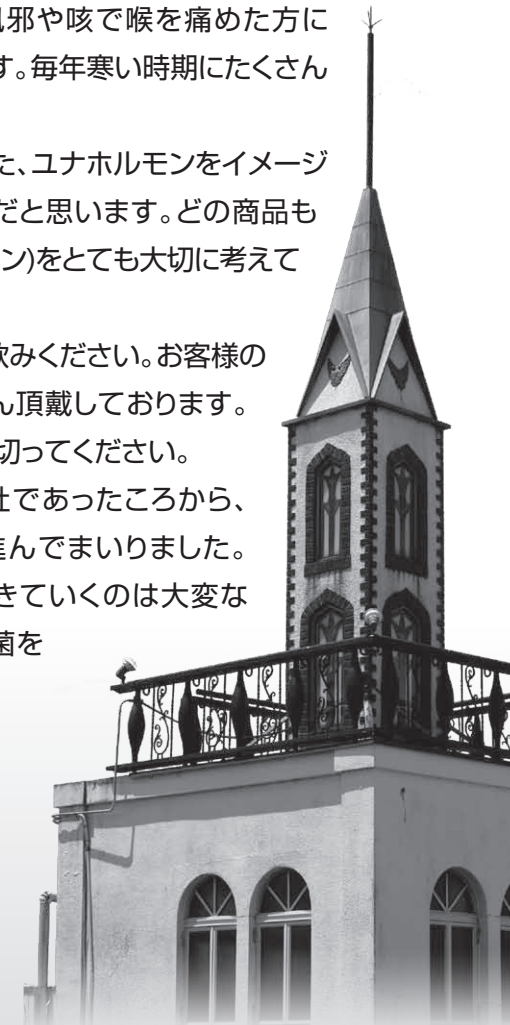 邪や咳で喉を痛めた方に
す。毎年寒い時期にたくさん
た、ユナホルモンをイメージ
だと思います。どの商品も
ン)をとても大切に考えて
飲みください。お客様の
ん頂戴しております。
切ってください。
社であったころから、
進んでまいりました。
きていくのは大変な
菌を